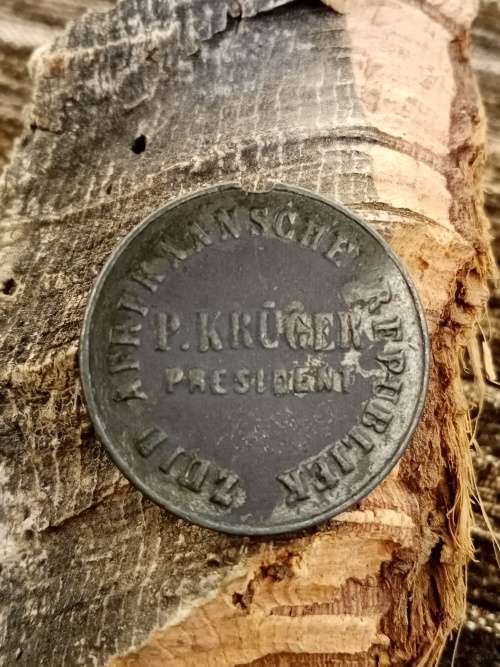 ZUID AFRIKAANSCHE REPUBLIEK
P. KRÜGER
PRESIDENT